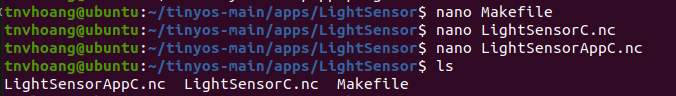 tnvhoang@ubuntu:~/tinyos-main/apps/LightSensor$ nano Makefile
tnvhoang@ubuntu:~/tinyos-main/apps/LightSensor$ nano LightSensorC.nc
tnvhoang@ubuntu:~/tinyos-main/apps/LightSensor$ nano LightSensorAppC.nc
tnvhoang@ubuntu:~/tinyos-main/apps/LightSensor$ ls
LightSensorAppC.nc  LightSensorC.nc  Makefile